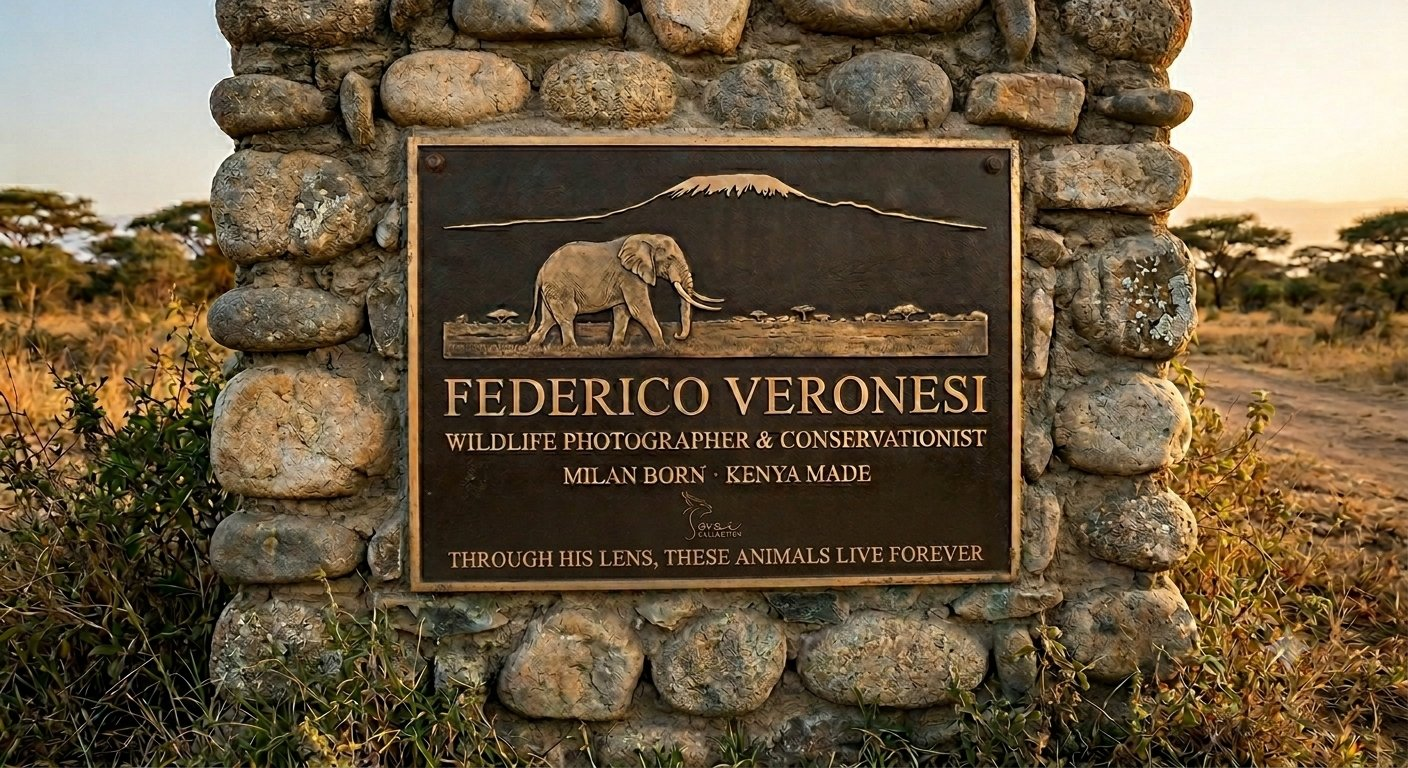 FEDERICO VERONESI
WILDLIFE PHOTOGRAPHER & CONSERVATIONIST
MILAN BORN · KENYA MADE
THROUGH HIS LENS, THESE ANIMALS LIVE FOREVER